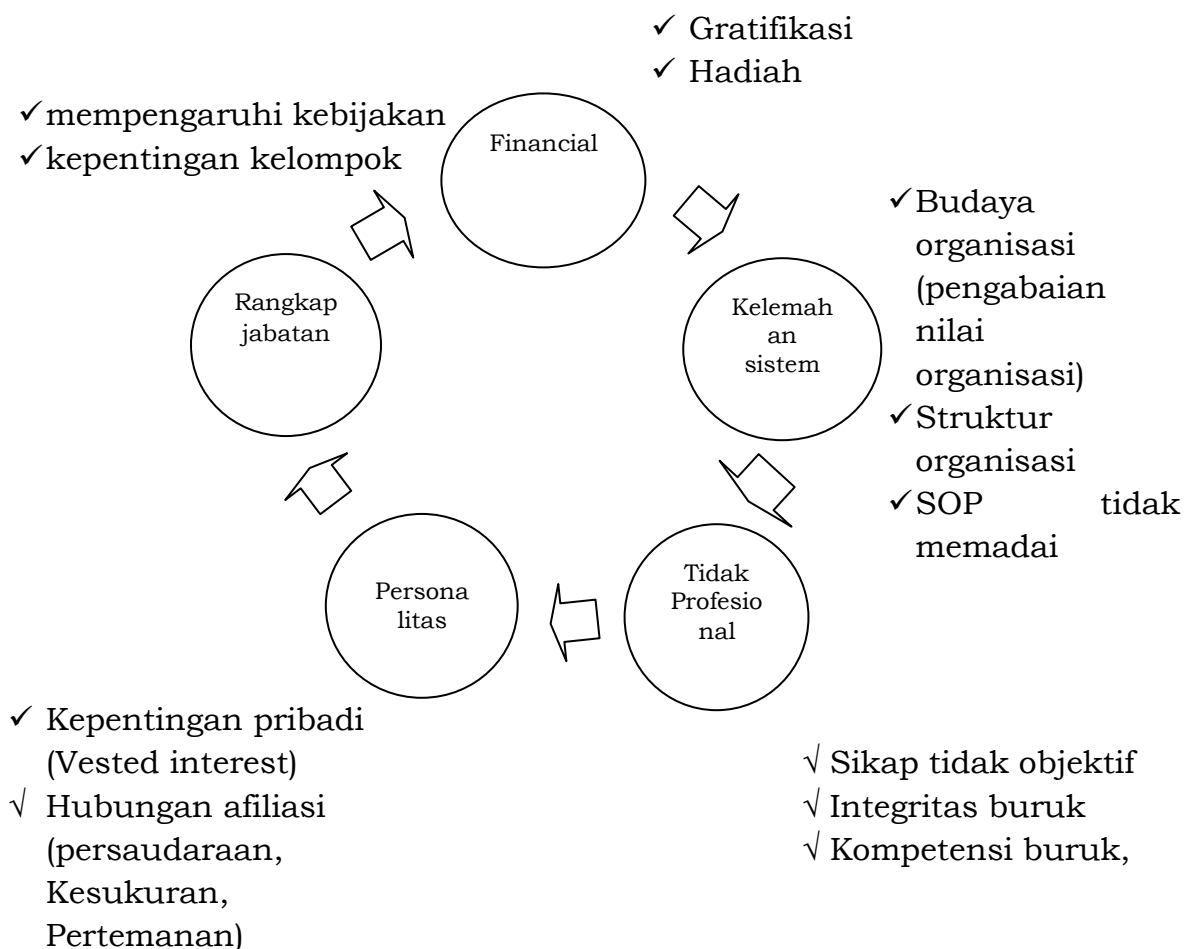 ✓ Gratifikasi
✓ Hadiah
✓ mempengaruhi kebijakan
✓ kepentingan kelompok
Financial
✓ Budaya
organisasi
(pengabaian
nilai
organisasi)
✓ Struktur
organisasi
✓ SOP tidak
memadai
Rangkap
jabatan
Kelemah
an
sistem
Persona
litas
Tidak
Profesio
nal
✓ Kepentingan pribadi
(Vested interest)
√ Hubungan afiliasi
(persaudaraan,
Kesukuran,
Pertemanan)
√ Sikap tidak objektif
√ Integritas buruk
√ Kompetensi buruk,